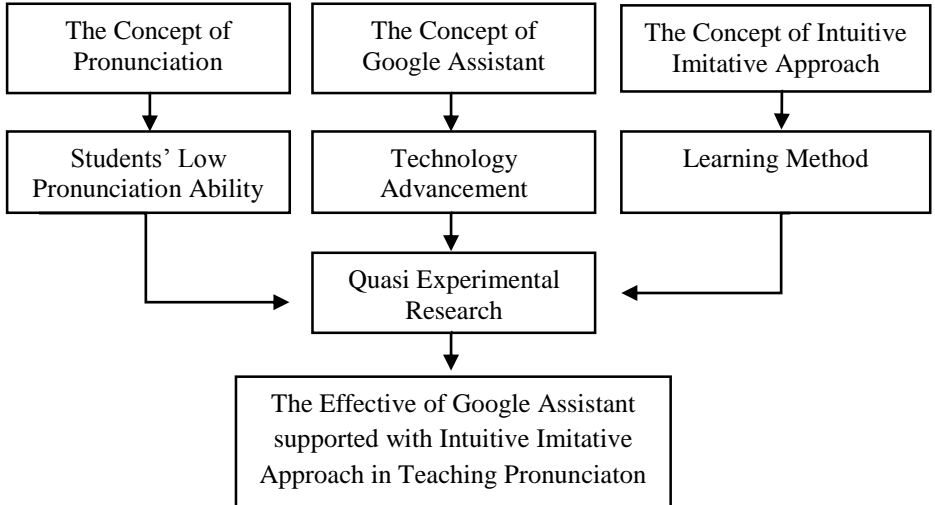 The Concept of
Pronunciation
The Concept of
Google Assistant
The Concept of Intuitive
Imitative Approach
Students’ Low
Pronunciation Ability
Technology
Advancement
Learning Method
Quasi Experimental
Research
The Effective of Google Assistant
supported with Intuitive Imitative
Approach in Teaching Pronunciaton